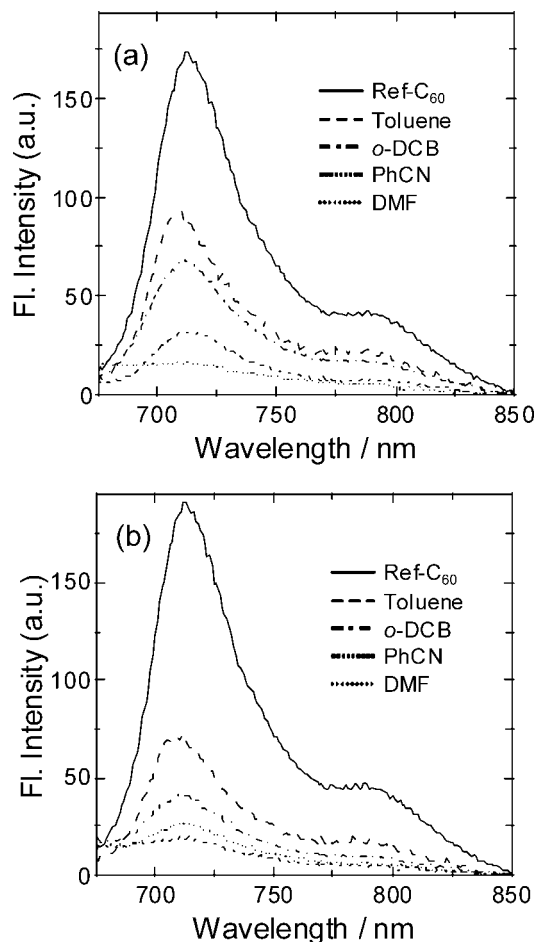 (a)
Ref-C60
Toluene
o-DCB
PhCN
DMF
Fl. Intensity (a.u.)
150
100
50
0
700
750
800
850
Wavelength / nm
(b)
Ref-C60
Toluene
o-DCB
PhCN
DMF
Fl. Intensity (a.u.)
150
100
50
0
700
750
800
850
Wavelength / nm